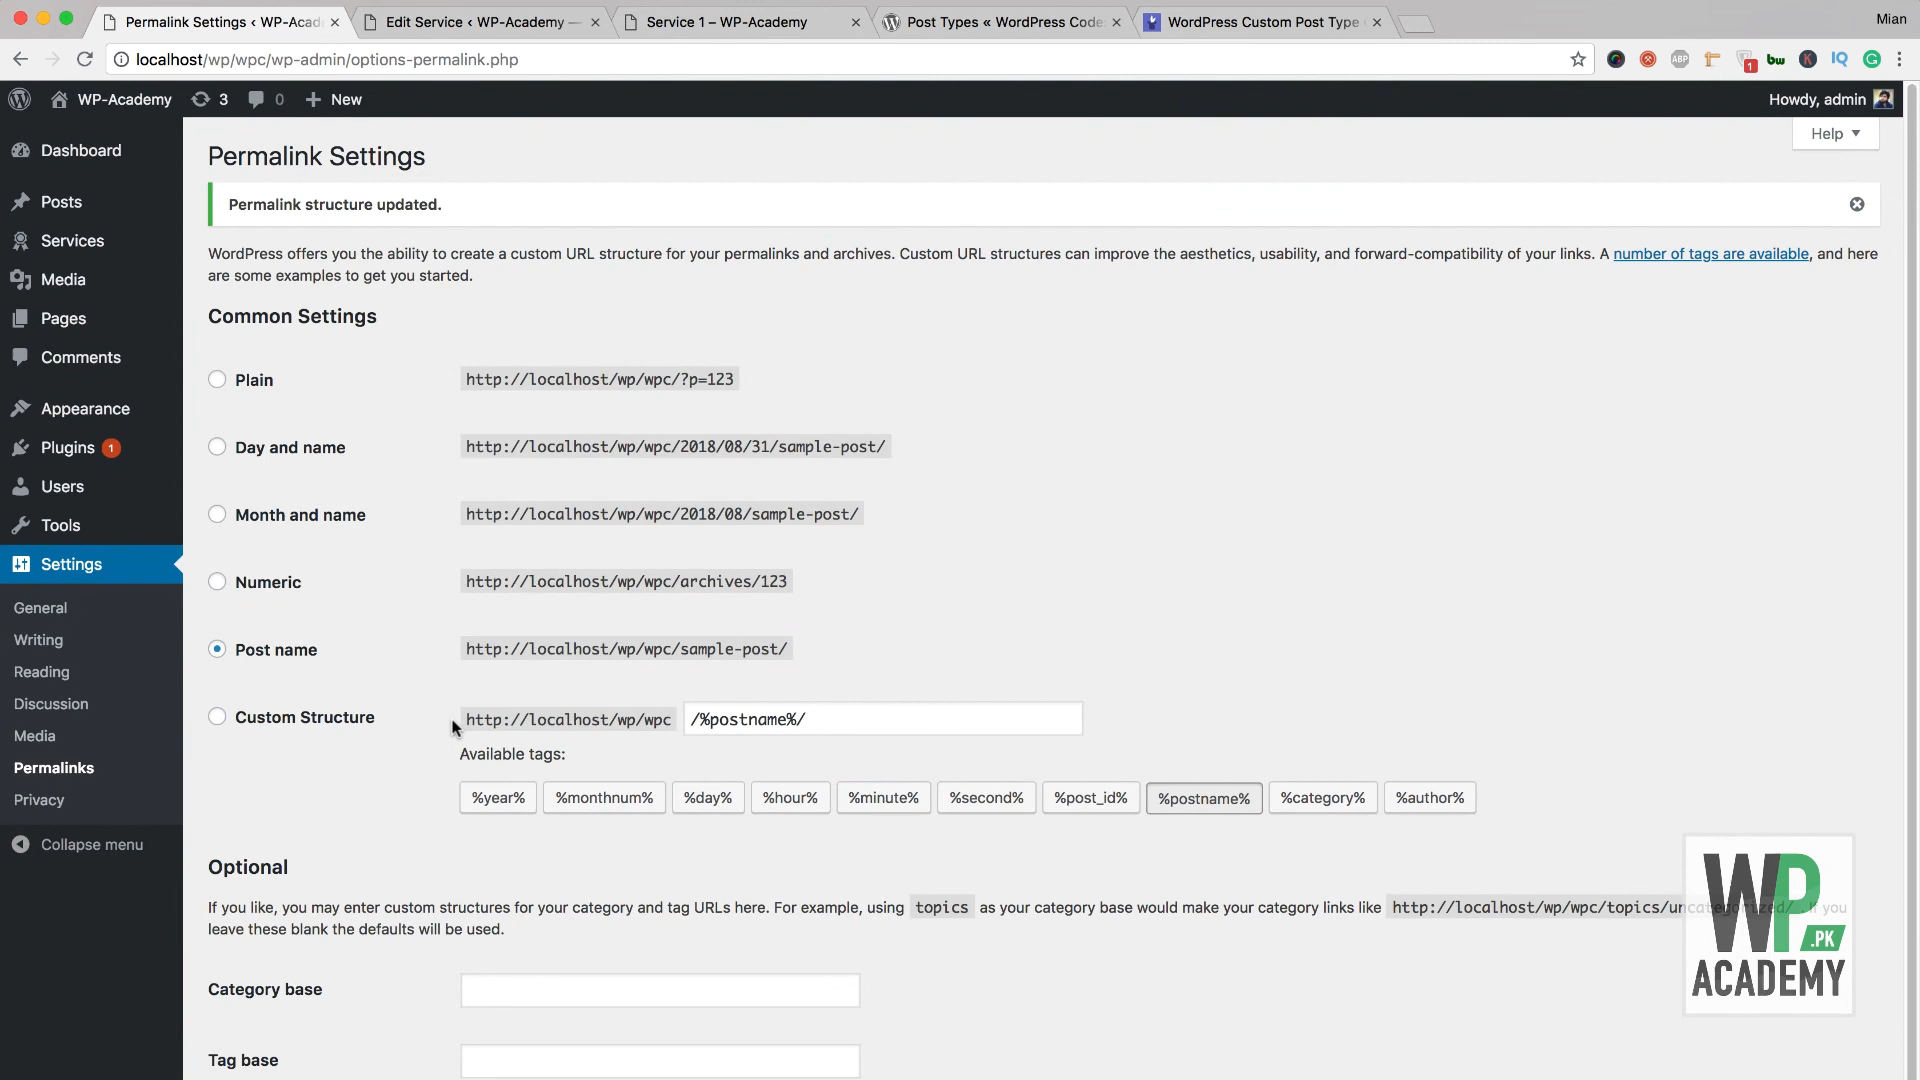 Permalink Settings ‹ WP-Acade
Edit Service ‹ WP-Academy —
Service 1 – WP-Academy
Post Types « WordPress Codex
WordPress Custom Post Type
Mian
localhost/wp/wpc/wp-admin/options-permalink.php
ABP
1
bw
K
IQ
G
WP-Academy
3
0
New
Howdy, admin
Help
Dashboard
Posts
Services
Media
Pages
Comments
Appearance
Plugins 1
Users
Tools
Settings
General
Writing
Reading
Discussion
Media
Permalinks
Privacy
Collapse menu
Permalink Settings
Permalink structure updated.
WordPress offers you the ability to create a custom URL structure for your permalinks and archives. Custom URL structures can improve the aesthetics, usability, and forward-compatibility of your links. A number of tags are available, and here
are some examples to get you started.
Common Settings
Plain http://localhost/wp/wpc/?p=123
Day and name http://localhost/wp/wpc/2018/08/31/sample-post/
Month and name http://localhost/wp/wpc/2018/08/sample-post/
Numeric http://localhost/wp/wpc/archives/123
Post name http://localhost/wp/wpc/sample-post/
Custom Structure http://localhost/wp/wpc /%postname%/
Available tags:
%year% %monthnum% %day% %hour% %minute% %second% %post_id% %postname% %category% %author%
Optional
If you like, you may enter custom structures for your category and tag URLs here. For example, using topics as your category base would make your category links like http://localhost/wp/wpc/topics/uncategorized/ . If you
leave these blank the defaults will be used.
Category base
Tag base
WP
.PK
ACADEMY